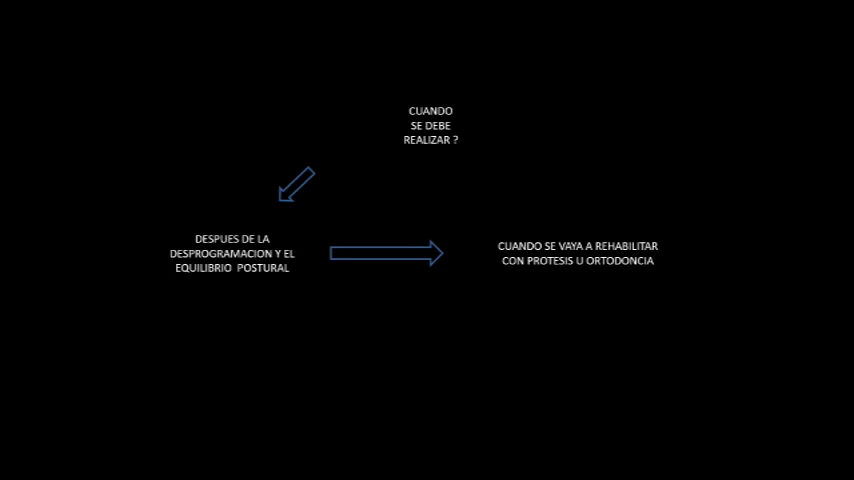 CUANDO
SE DEBE
REALIZAR ?
DESPUES DE LA
DESPROGRAMACION Y EL
EQUILIBRIO POSTURAL
CUANDO SE VAYA A REHABILITAR
CON PROTESIS U ORTODONCIA